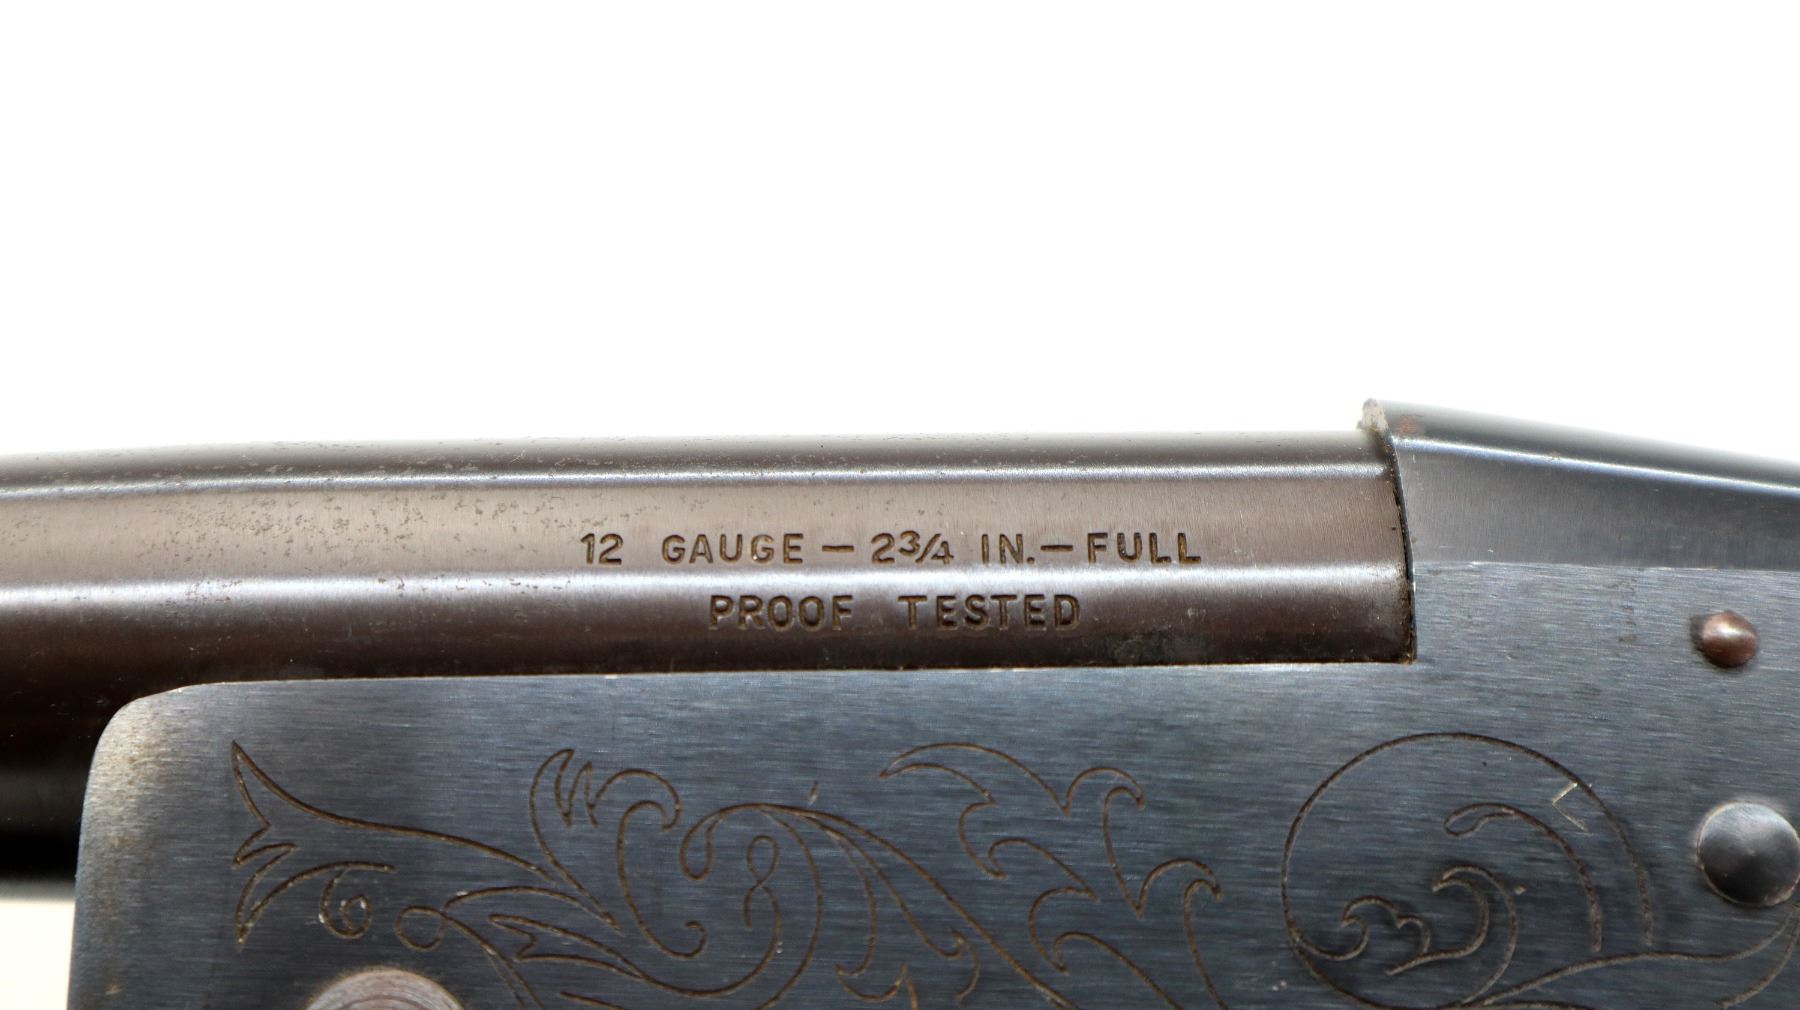 12 GAUGE – 2¾ IN. – FULL
PROOF TESTED